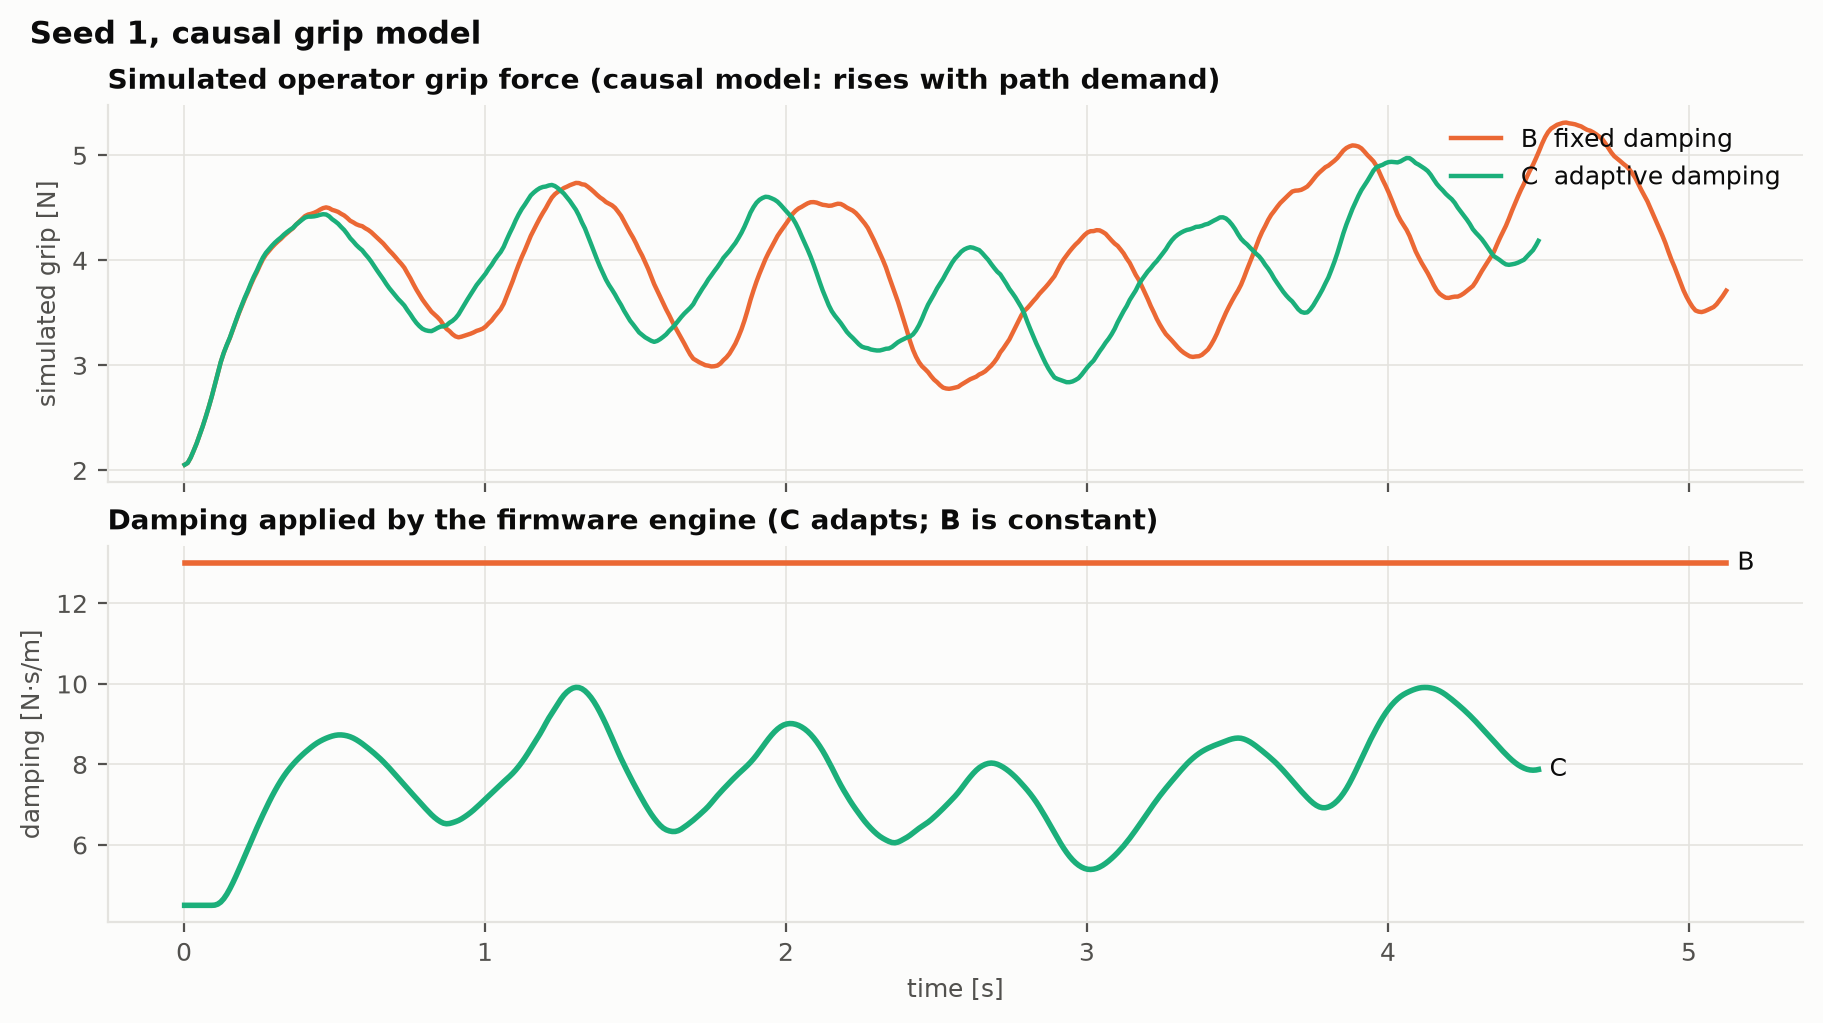 Seed 1, causal grip model
Simulated operator grip force (causal model: rises with path demand)
simulated grip [N]
5
4
3
2
B fixed damping
C adaptive damping
Damping applied by the firmware engine (C adapts; B is constant)
damping [N·s/m]
12
10
8
6
B
C
0 1 2 3 4 5
time [s]